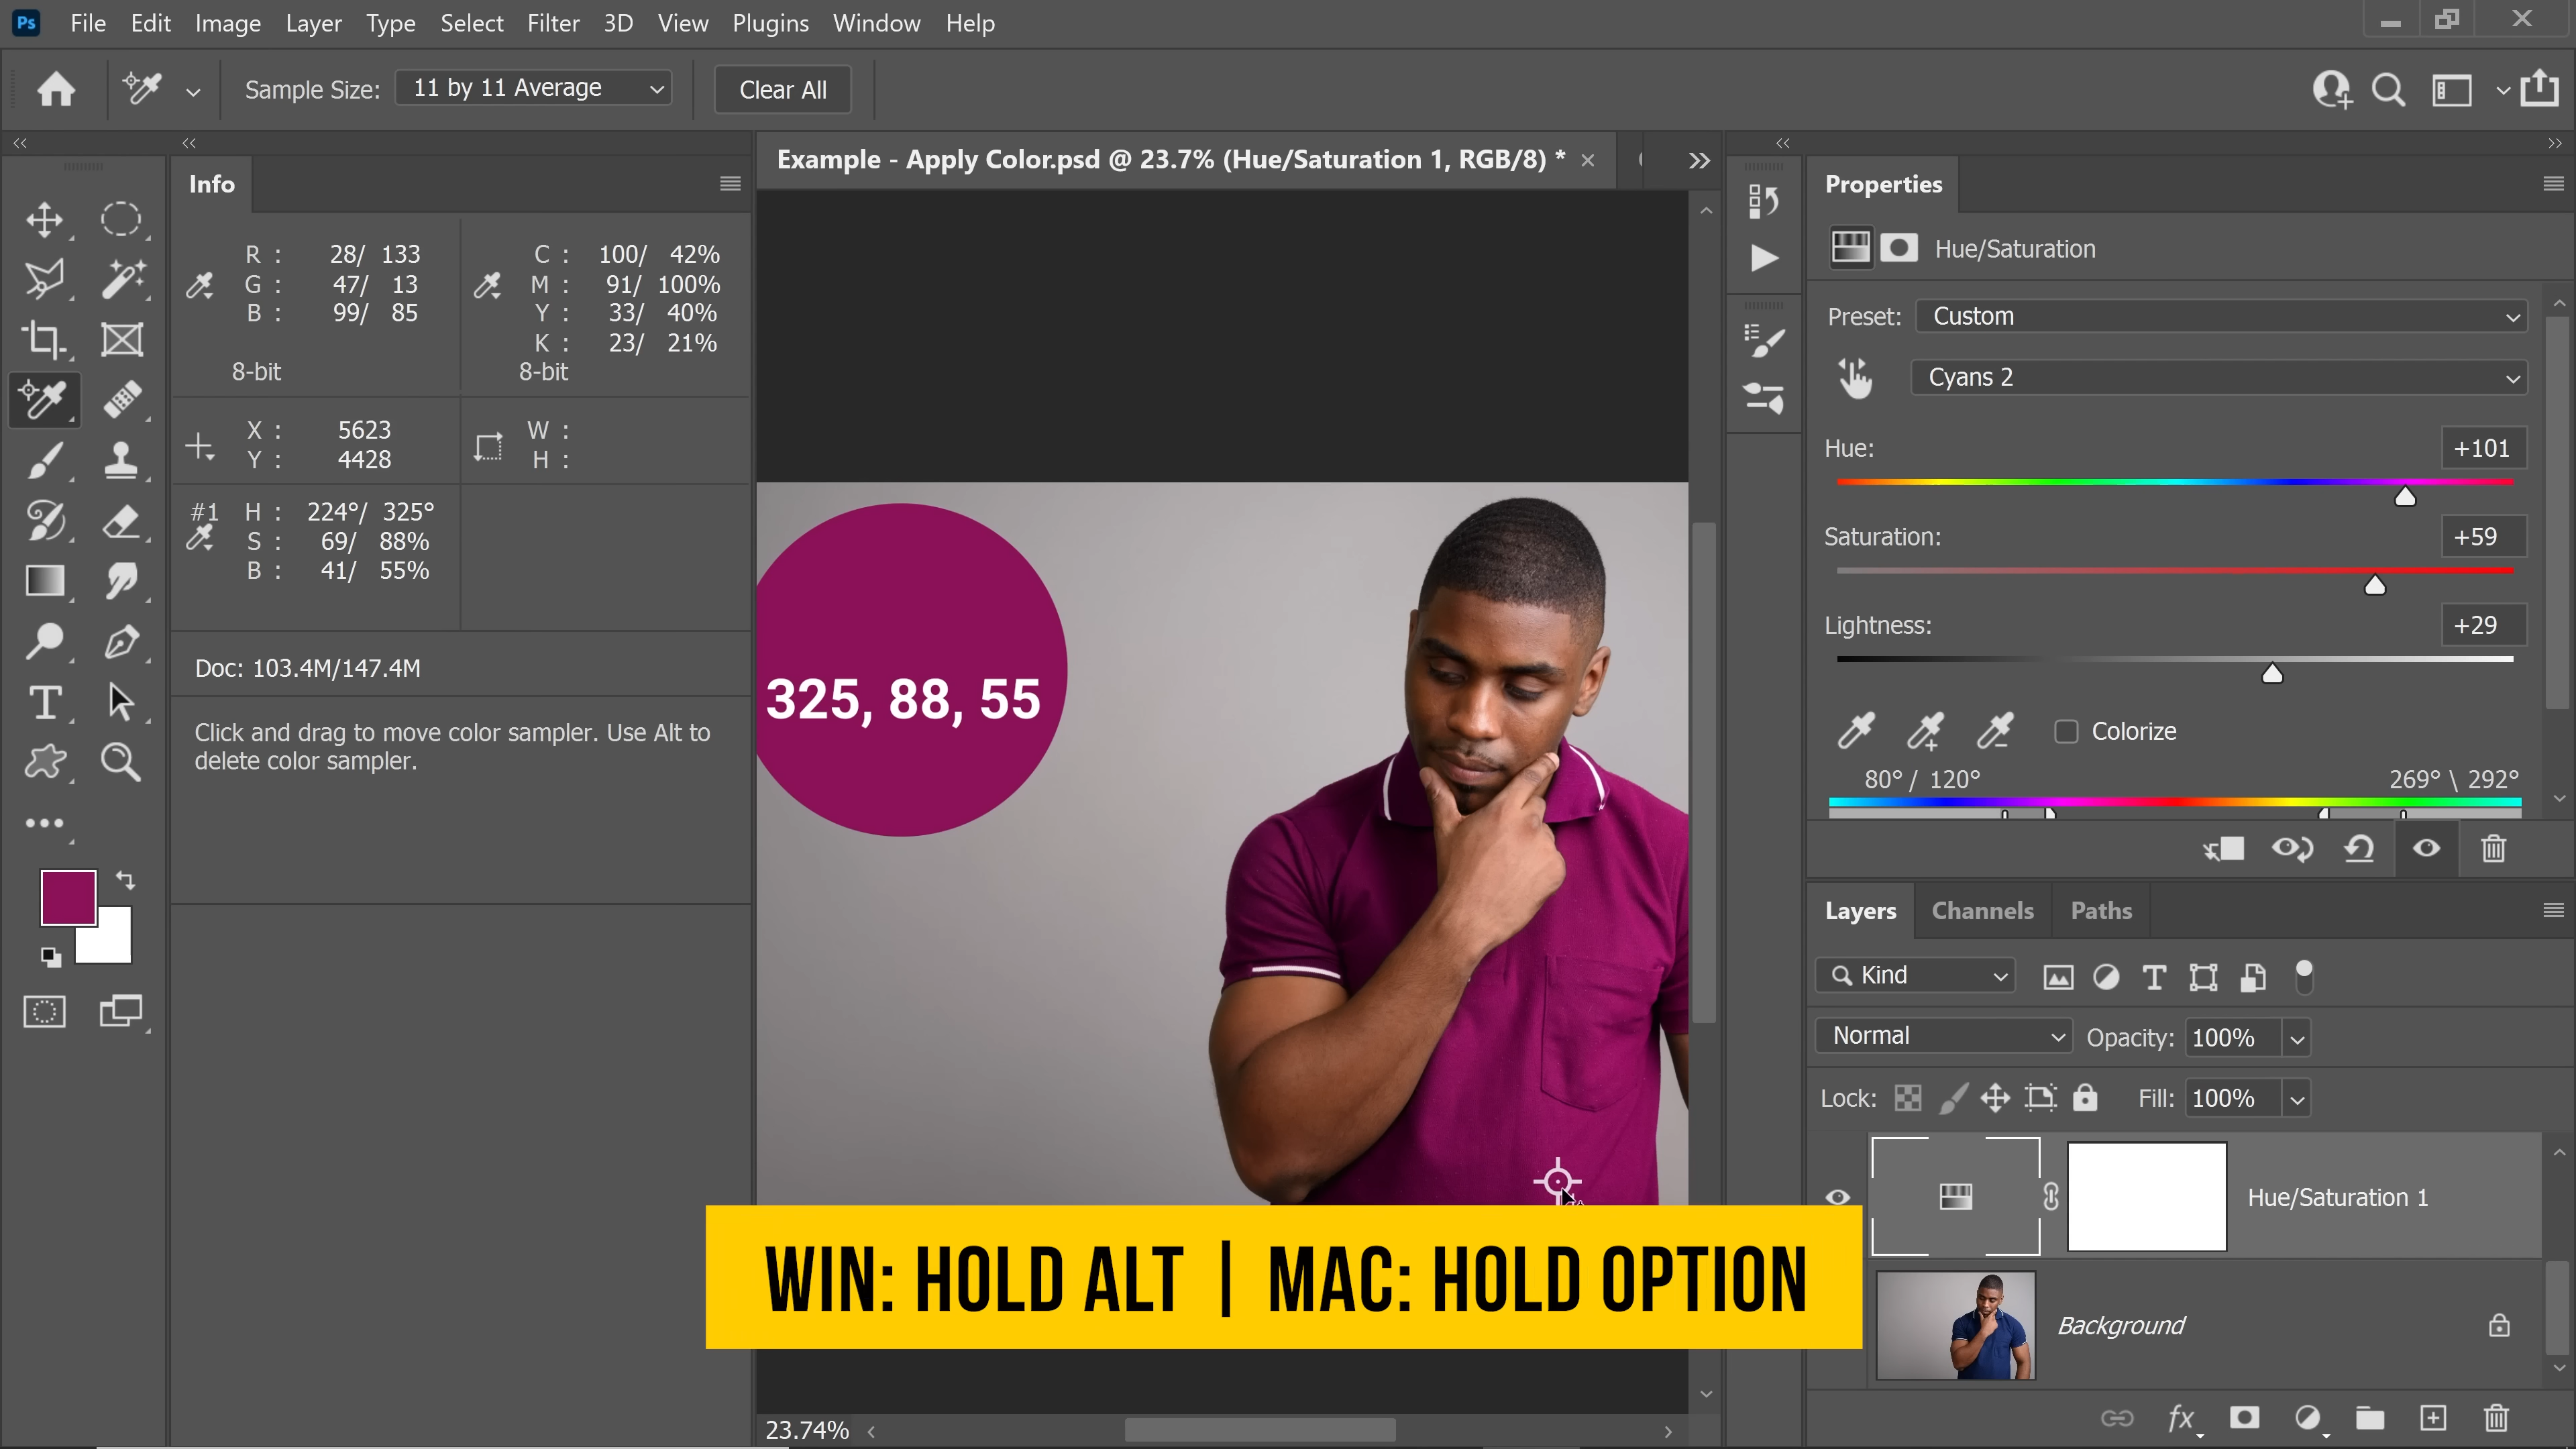 Ps File Edit Image Layer Type Select Filter 3D View Plugins Window Help
Sample Size: 11 by 11 Average Clear All
Info
R : 28/ 133 C : 100/ 42%
G : 47/ 13 M : 91/ 100%
B : 99/ 85 Y : 33/ 40%
K : 23/ 21%
8-bit 8-bit
X : 5623 W :
Y : 4428 H :
#1 H : 224°/ 325°
S : 69/ 88%
B : 41/ 55%
Doc: 103.4M/147.4M
Click and drag to move color sampler. Use Alt to
delete color sampler.
Example - Apply Color.psd @ 23.7% (Hue/Saturation 1, RGB/8) *
325, 88, 55
WIN: HOLD ALT | MAC: HOLD OPTION
23.74%
Properties
Hue/Saturation
Preset: Custom
Cyans 2
Hue: +101
Saturation: +59
Lightness: +29
Colorize
80° / 120° 269° \ 292°
Layers Channels Paths
Kind
Normal Opacity: 100%
Lock: Fill: 100%
Hue/Saturation 1
Background
fx